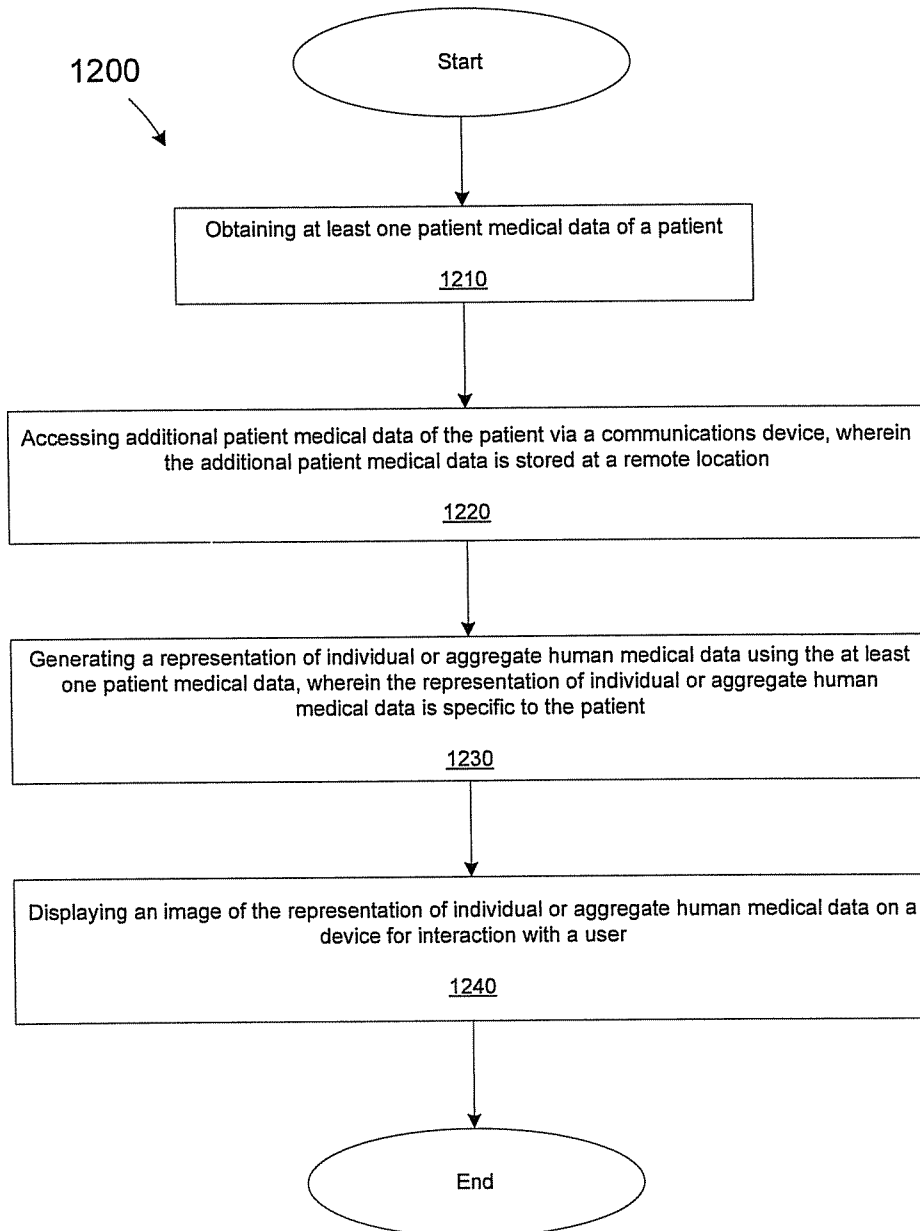 Start
1200
Obtaining at least one patient medical data of a patient
1210
Accessing additional patient medical data of the patient via a communications device, wherein
the additional patient medical data is stored at a remote location
1220
Generating a representation of individual or aggregate human medical data using the at least
one patient medical data, wherein the representation of individual or aggregate human
medical data is specific to the patient
1230
Displaying an image of the representation of individual or aggregate human medical data on a
device for interaction with a user
1240
End